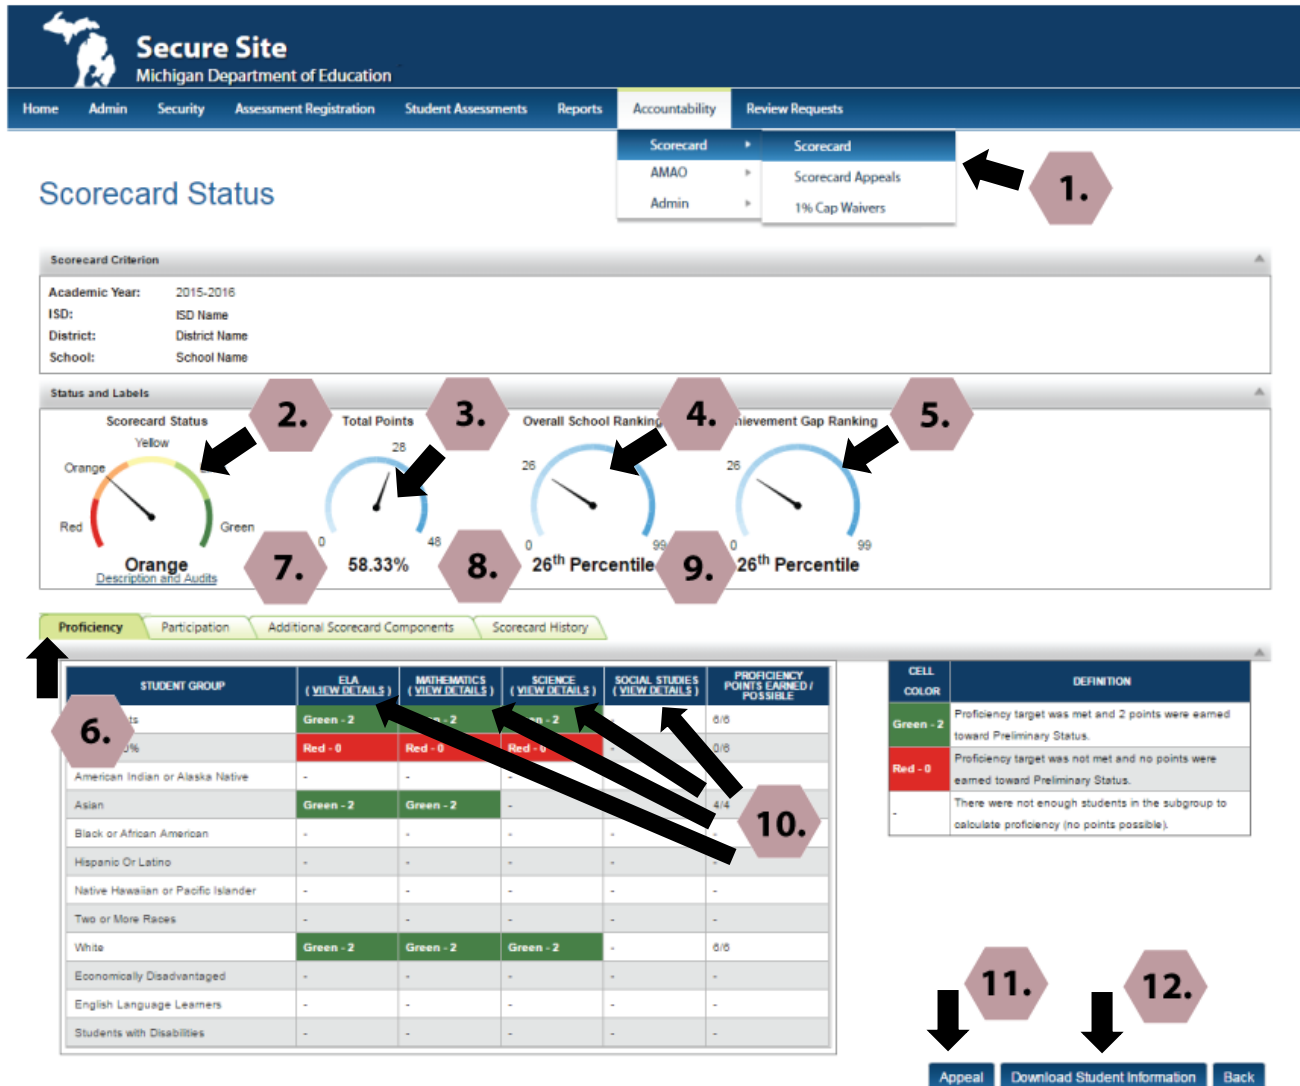 Secure Site
Michigan Department of Education
Home Admin Security Assessment Registration Student Assessments Reports Accountability Review Requests
Scorecard Scorecard
AMAO Scorecard Appeals
Admin 1% Cap Waivers
1.
Scorecard Status
Scorecard Criterion
Academic Year: 2015-2016
ISD: ISD Name
District: District Name
School: School Name
Status and Labels
Scorecard Status 2. Total Points 3. Overall School Ranking 4. hievement Gap Ranking 5.
Yellow
Orange
Red
Green
Orange
Description and Audits
7.
28
0
48
58.33%
8.
26
0
99
26th Percentile
9.
26
0
99
26th Percentile
Proficiency Participation Additional Scorecard Components Scorecard History
6.
STUDENT GROUP ELA ( VIEW DETAILS ) MATHEMATICS ( VIEW DETAILS ) SCIENCE ( VIEW DETAILS ) SOCIAL STUDIES ( VIEW DETAILS ) PROFICIENCY POINTS EARNED / POSSIBLE
ts Green - 2 - 2 n - 2 - 6/6
0% Red - 0 Red - 0 Red - 0 - 0/6
American Indian or Alaska Native - - - -
Asian Green - 2 Green - 2 - 4/4
Black or African American - - - - -
Hispanic Or Latino - - - - -
Native Hawaiian or Pacific Islander - - - - -
Two or More Races - - - - -
White Green - 2 Green - 2 Green - 2 - 6/6
Economically Disadvantaged - - - - -
English Language Learners - - - - -
Students with Disabilities - - - - -
10.
CELL COLOR DEFINITION
Green - 2 Proficiency target was met and 2 points were earned
toward Preliminary Status.
Red - 0 Proficiency target was not met and no points were
earned toward Preliminary Status.
- There were not enough students in the subgroup to
calculate proficiency (no points possible).
11.
12.
Appeal Download Student Information Back